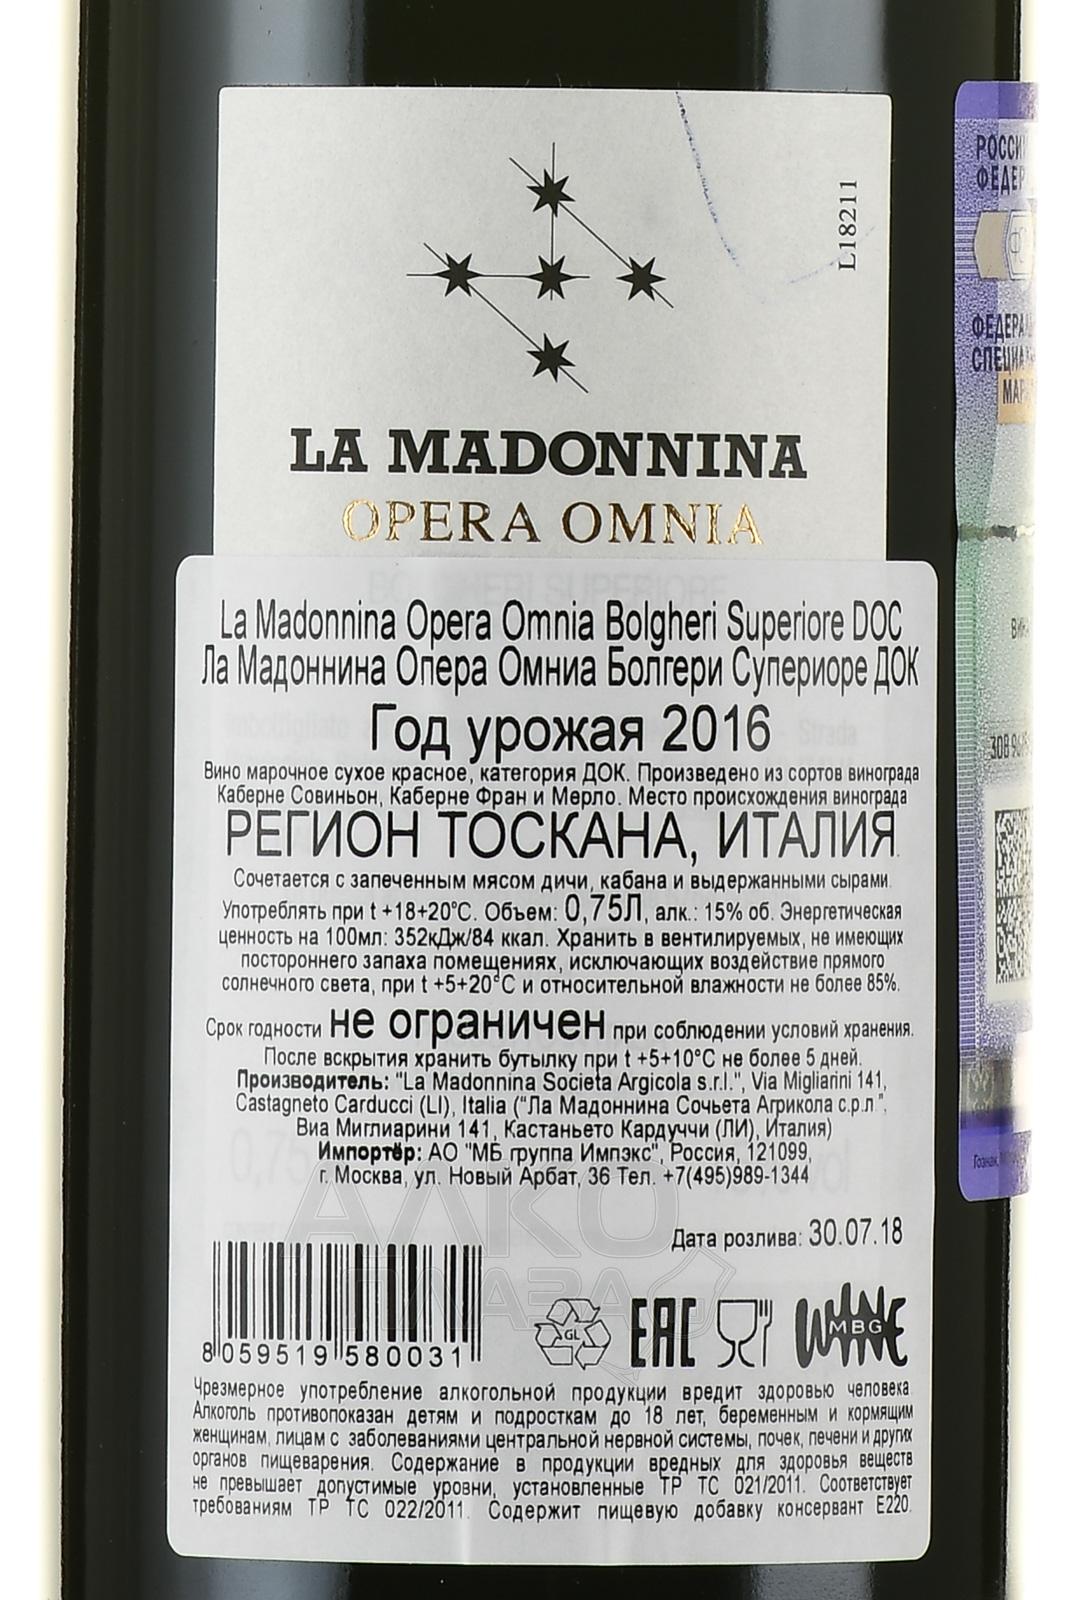 L18211
LA MADONNINA
OPERA OMNIA
BOLGHERI SUPERIORE
La Madonnina Opera Omnia Bolgheri Superiore DOC
Ла Мадоннина Опера Омниа Болгери Супериоре ДОК
Год урожая 2016
Вино марочное сухое красное, категория ДОК. Произведено из сортов винограда
Каберне Совиньон, Каберне Фран и Мерло. Место происхождения винограда
РЕГИОН ТОСКАНА, ИТАЛИЯ.
Сочетается с запеченным мясом дичи, кабана и выдержанными сырами.
Употреблять при t +18+20°С. Объем: 0,75Л, алк.: 15% об. Энергетическая
ценность на 100мл: 352кДж/84 ккал. Хранить в вентилируемых, не имеющих
постороннего запаха помещениях, исключающих воздействие прямого
солнечного света, при t +5+20°С и относительной влажности не более 85%.
Срок годности не ограничен при соблюдении условий хранения.
После вскрытия хранить бутылку при t +5+10°С не более 5 дней.
Производитель: "La Madonnina Societa Argicola s.r.l.", Via Migliarini 141,
Castagneto Carducci (LI), Italia ("Ла Мадоннина Сочьета Агрикола с.р.л.",
Виа Миглиарини 141, Кастаньето Кардуччи (ЛИ), Италия)
Импортёр: АО "МБ группа Импэкс", Россия, 121099,
г. Москва, ул. Новый Арбат, 36 Тел. +7(495)989-1344
Дата розлива: 30.07.18
8 059519 580031
GL
EAC
WINE
MBG
АЛКО
ПЛАЗА
Чрезмерное употребление алкогольной продукции вредит здоровью человека.
Алкоголь противопоказан детям и подросткам до 18 лет, беременным и кормящим
женщинам, лицам с заболеваниями центральной нервной системы, почек, печени и других
органов пищеварения. Содержание в продукции вредных для здоровья веществ
не превышает допустимые уровни, установленные ТР ТС 021/2011. Соответствует
требованиям ТР ТС 022/2011. Содержит пищевую добавку консервант Е220.